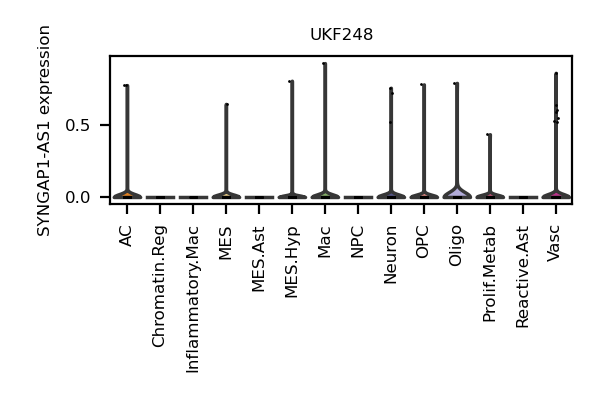 UKF248
SYNGAP1-AS1 expression
0.5
0.0
AC
Chromatin.Reg
Inflammatory.Mac
MES
MES.Ast
MES.Hyp
Mac
NPC
Neuron
OPC
Oligo
Prolif.Metab
Reactive.Ast
Vasc